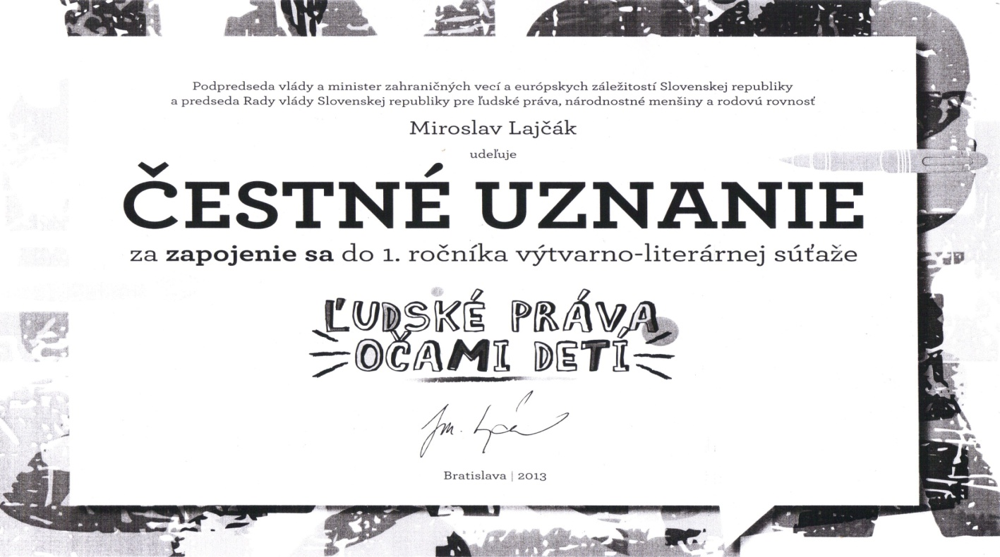 Podpredseda vlády a minister zahraničných vecí a európskych záležitostí Slovenskej republiky
a predseda Rady vlády Slovenskej republiky pre ľudské práva, národnostné menšiny a rodovú rovnosť
Miroslav Lajčák
udeľuje
ČESTNÉ UZNANIE
za zapojenie sa do 1. ročníka výtvarno-literárnej súťaže
ĽUDSKÉ PRÁVA
OČAMI DETÍ
Bratislava | 2013